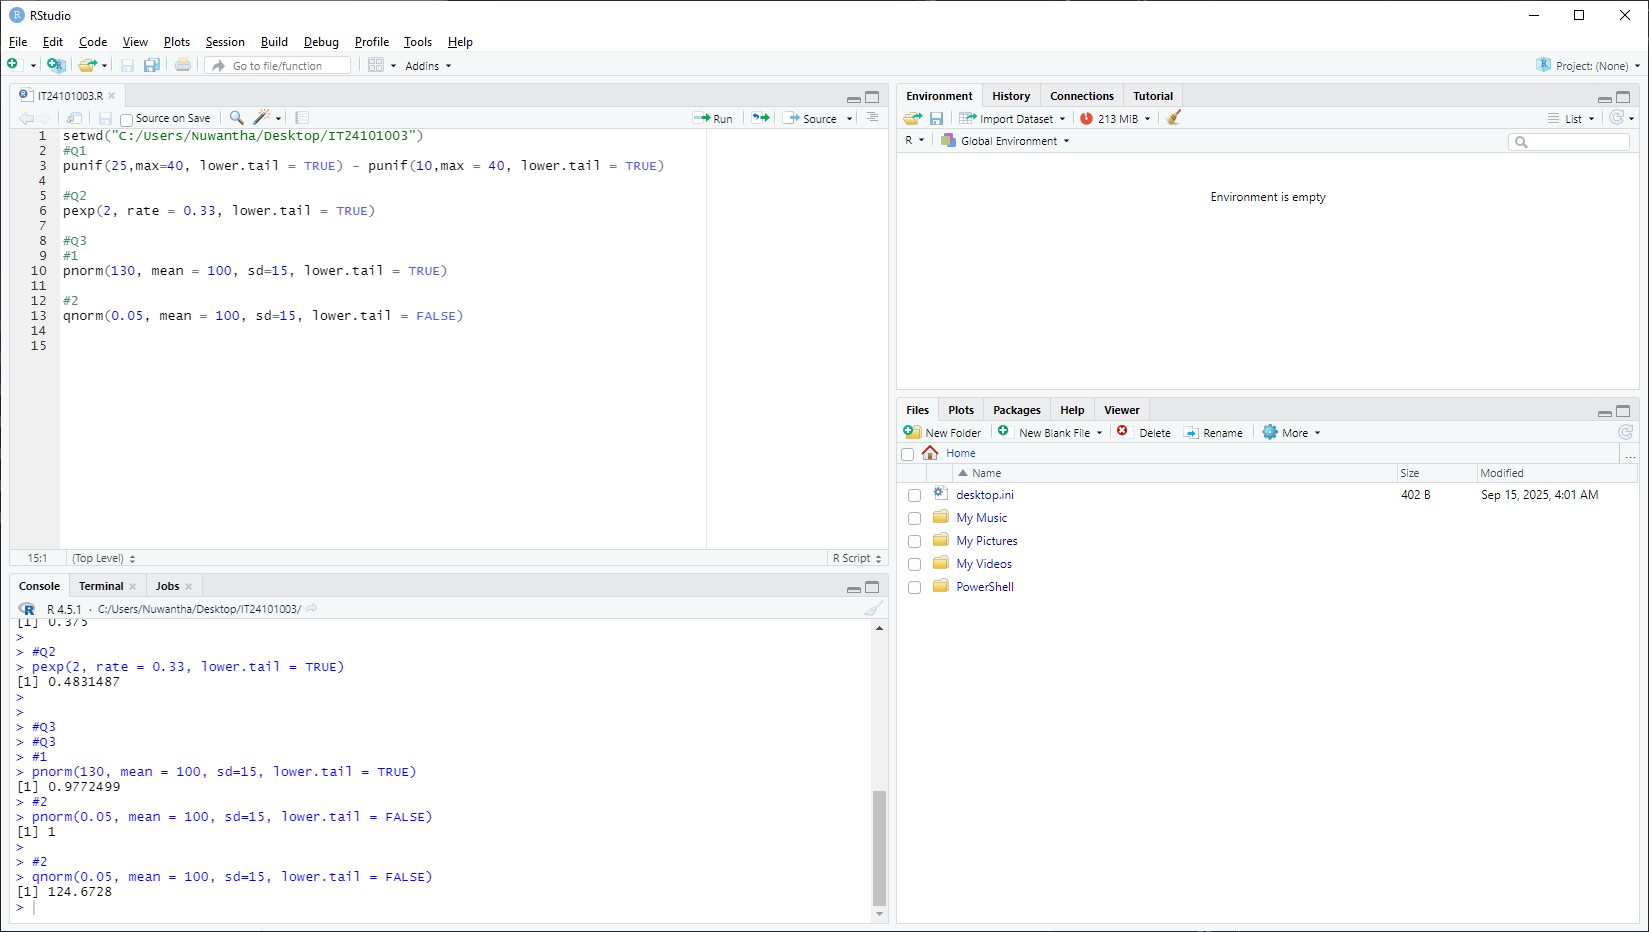 RStudio
File Edit Code View Plots Session Build Debug Profile Tools Help
Go to file/function Addins Project: (None)
IT24101003.R
Source on Save Run Source
1 setwd("C:/Users/Nuwantha/Desktop/IT24101003")
2 #Q1
3 punif(25,max=40, lower.tail = TRUE) - punif(10,max = 40, lower.tail = TRUE)
4
5 #Q2
6 pexp(2, rate = 0.33, lower.tail = TRUE)
7
8 #Q3
9 #1
10 pnorm(130, mean = 100, sd=15, lower.tail = TRUE)
11
12 #2
13 qnorm(0.05, mean = 100, sd=15, lower.tail = FALSE)
14
15
15:1 (Top Level) R Script
Console Terminal Jobs
R 4.5.1 · C:/Users/Nuwantha/Desktop/IT24101003/
[1] 0.375
>
> #Q2
> pexp(2, rate = 0.33, lower.tail = TRUE)
[1] 0.4831487
>
>
> #Q3
> #Q3
> #1
> pnorm(130, mean = 100, sd=15, lower.tail = TRUE)
[1] 0.9772499
> #2
> pnorm(0.05, mean = 100, sd=15, lower.tail = FALSE)
[1] 1
>
> #2
> qnorm(0.05, mean = 100, sd=15, lower.tail = FALSE)
[1] 124.6728
>
Environment History Connections Tutorial
Import Dataset 213 MiB List
R Global Environment
Environment is empty
Files Plots Packages Help Viewer
New Folder New Blank File Delete Rename More
Home ...
Name Size Modified
desktop.ini 402 B Sep 15, 2025, 4:01 AM
My Music
My Pictures
My Videos
PowerShell